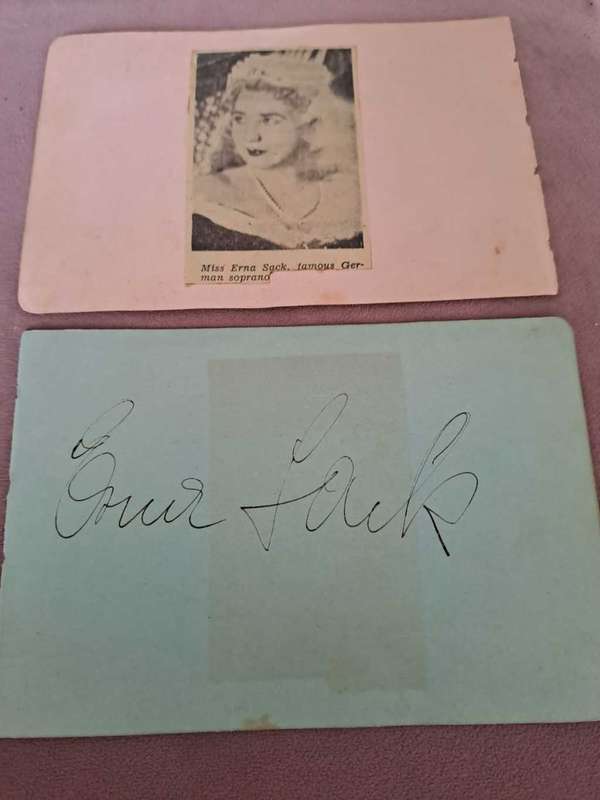 Miss Erna Sack, famous Ger-
man soprano
Erna Sack